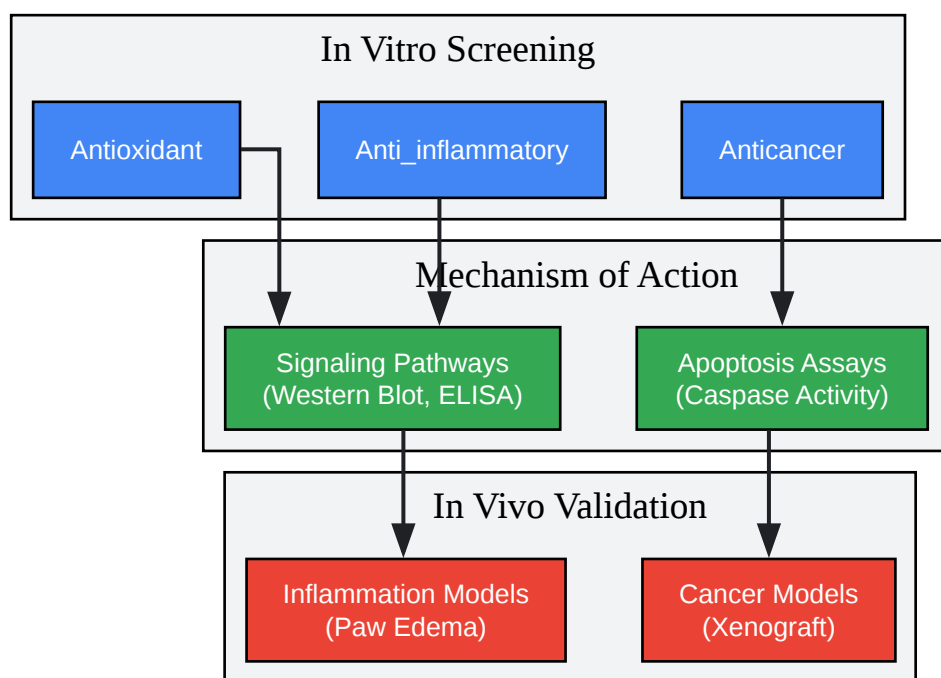 In Vitro Screening
Antioxidant
Anti_inflammatory
Anticancer
Mechanism of Action
Signaling Pathways
(Western Blot, ELISA)
Apoptosis Assays
(Caspase Activity)
In Vivo Validation
Inflammation Models
(Paw Edema)
Cancer Models
(Xenograft)